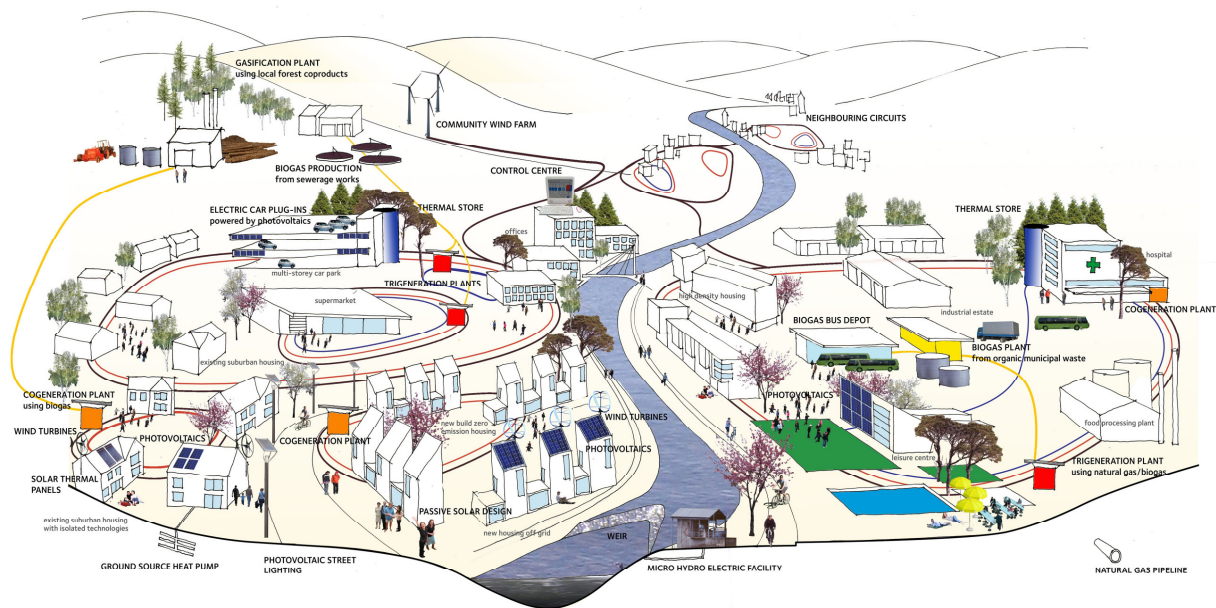 GASIFICATION PLANT
using local forest coproducts
COMMUNITY WIND FARM
NEIGHBOURING CIRCUITS
BIOGAS PRODUCTION
from sewerage works
CONTROL CENTRE
ELECTRIC CAR PLUG-INS
powered by photovoltaics
THERMAL STORE
THERMAL STORE
offices
hospital
multi-storey car park
TRIGENERATION PLANTS
supermarket
high density housing
industrial estate
COGENERATION PLANT
BIOGAS BUS DEPOT
BIOGAS PLANT
from organic municipal waste
existing suburban housing
COGENERATION PLANT
using biogas
PHOTOVOLTAICS
WIND TURBINES
WIND TURBINES
new build zero
emission housing
food processing plant
PHOTOVOLTAICS
COGENERATION PLANT
PHOTOVOLTAICS
leisure centre
TRIGENERATION PLANT
using natural gas/biogas
SOLAR THERMAL
PANELS
PASSIVE SOLAR DESIGN
existing suburban housing
with isolated technologies
new housing off grid
WEIR
GROUND SOURCE HEAT PUMP
PHOTOVOLTAIC STREET
LIGHTING
MICRO HYDRO ELECTRIC FACILITY
NATURAL GAS PIPELINE